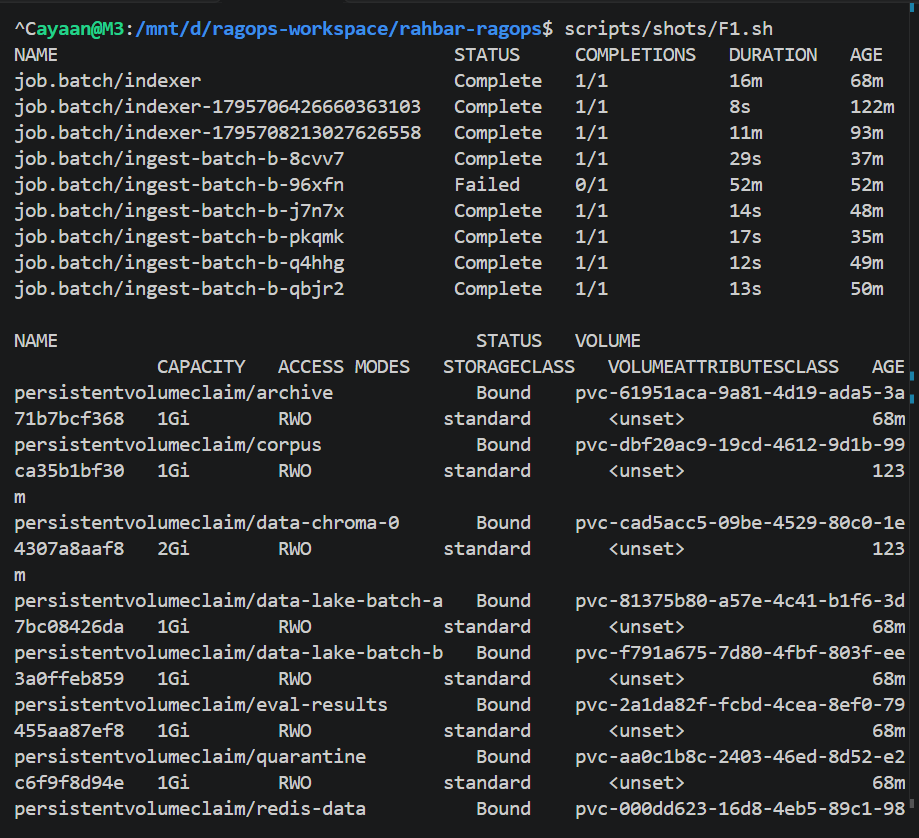 ^Cayaan@M3:/mnt/d/ragops-workspace/rahbar-ragops$ scripts/shots/F1.sh
NAME                                    STATUS     COMPLETIONS   DURATION   AGE
job.batch/indexer                       Complete   1/1           16m        68m
job.batch/indexer-1795706426660363103   Complete   1/1           8s         122m
job.batch/indexer-1795708213027626558   Complete   1/1           11m        93m
job.batch/ingest-batch-b-8cvv7          Complete   1/1           29s        37m
job.batch/ingest-batch-b-96xfn          Failed     0/1           52m        52m
job.batch/ingest-batch-b-j7n7x          Complete   1/1           14s        48m
job.batch/ingest-batch-b-pkqmk          Complete   1/1           17s        35m
job.batch/ingest-batch-b-q4hhg          Complete   1/1           12s        49m
job.batch/ingest-batch-b-qbjr2          Complete   1/1           13s        50m
NAME                                      STATUS   VOLUME
             CAPACITY   ACCESS MODES   STORAGECLASS   VOLUMEATTRIBUTESCLASS   AGE
persistentvolumeclaim/archive             Bound    pvc-61951aca-9a81-4d19-ada5-3a
71b7bcf368   1Gi        RWO            standard       <unset>                 68m
persistentvolumeclaim/corpus              Bound    pvc-dbf20ac9-19cd-4612-9d1b-99
ca35b1bf30   1Gi        RWO            standard       <unset>                 123
m
persistentvolumeclaim/data-chroma-0       Bound    pvc-cad5acc5-09be-4529-80c0-1e
4307a8aaf8   2Gi        RWO            standard       <unset>                 123
m
persistentvolumeclaim/data-lake-batch-a   Bound    pvc-81375b80-a57e-4c41-b1f6-3d
7bc08426da   1Gi        RWO            standard       <unset>                 68m
persistentvolumeclaim/data-lake-batch-b   Bound    pvc-f791a675-7d80-4fbf-803f-ee
3a0ffeb859   1Gi        RWO            standard       <unset>                 68m
persistentvolumeclaim/eval-results        Bound    pvc-2a1da82f-fcbd-4cea-8ef0-79
455aa87ef8   1Gi        RWO            standard       <unset>                 68m
persistentvolumeclaim/quarantine          Bound    pvc-aa0c1b8c-2403-46ed-8d52-e2
c6f9f8d94e   1Gi        RWO            standard       <unset>                 68m
persistentvolumeclaim/redis-data          Bound    pvc-000dd623-16d8-4eb5-89c1-98